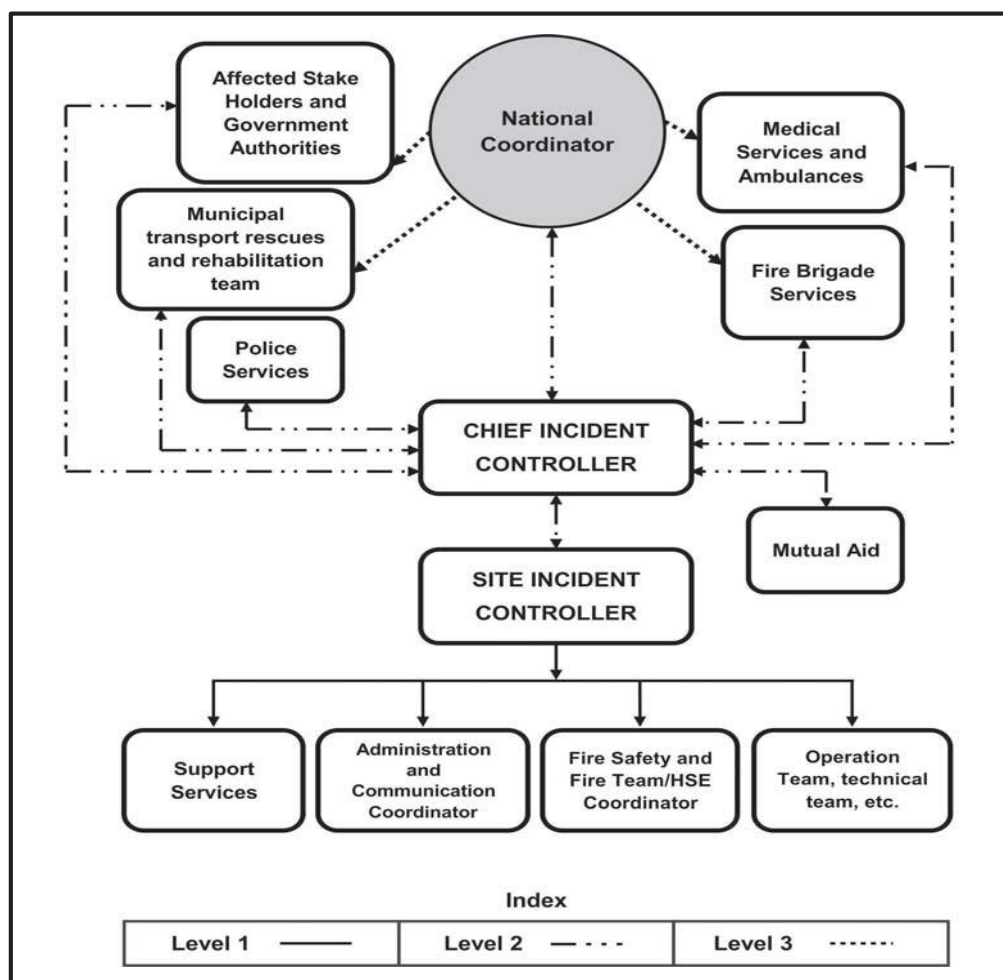 Affected Stake
Holders and
Government
Authorities
National
Coordinator
Medical
Services and
Ambulances
Municipal
transport rescues
and rehabilitation
team
Fire Brigade
Services
Police
Services
CHIEF INCIDENT
CONTROLLER
Mutual Aid
SITE INCIDENT
CONTROLLER
Support
Services
Administration
and
Communication
Coordinator
Fire Safety and
Fire Team/HSE
Coordinator
Operation
Team, technical
team, etc.
Index
Level 1
Level 2
Level 3